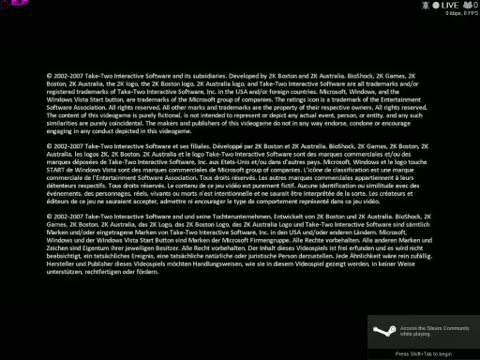 LIVE 0
0 kbps, 0 FPS
© 2002-2007 Take-Two Interactive Software and its subsidieries. Developed by 2K Boston and 2K Australia. BioShock, 2K Games, 2K
Boston, 2K Australia, the 2K logo, the 2K Boston logo, 2K Australia logo, and Take-Two Interactive Software are all trademarks and/or
registered trademarks of Take-Two Interactive Software, Inc. in the USA and/or foreign countries. Microsoft, Windows, and the
Windows Vista Start button, are trademarks of the Microsoft group of companies. The ratings icon is a trademark of the Entertainment
Software Association. All rights reserved. All other marks and trademarks are the property of their respective owners. All rights reserved.
The content of this videogame is purely fictional, is not intended to represent or depict any actual event, person, or entity, and any such
similarities are purely coincidental. The makers and publishers of this videogame do not in any way endorse, condone or encourage
engaging in any conduct depicted in this videogame.
© 2002-2007 Take-Two Interactive Software et ses filiales. Développé par 2K Boston et 2K Australia. BioShock, 2K Games, 2K Boston, 2K
Australia, les logos 2K, 2K Boston, 2K Australia et le logo Take-Two Interactive Software, sont des marques commerciales et/ou des
marques déposées de Take-Two Interactive Software, Inc. aux Etats-Unis et/ou dans d'autres pays. Microsoft, Windows et le logo touche
START de Windows Vista sont des marques commerciales de Microsoft group of companies. L'icône de classification est une marque
commerciale de l'Entertainment Software Association. Tous droits réservés. Les autres marques commerciales appartiennent à leurs
détenteurs respectifs. Tous droits réservés. Le contenu de ce jeu vidéo est purement fictif. Aucune identification ou similitude avec des
événements, des personnages, réels, vivants ou morts n'est intentionnelle et ne saurait être interprétée de la sorte. Les créateurs et
éditeurs de ce jeu ne sauraient accepter, admettre ni encourager le type de comportement représenté dans ce jeu vidéo.
© 2002-2007 Take-Two Interactive Software und und seine Tochterunternehmen. Entwickelt von 2K Boston und 2K Australia. BioShock, 2K
Games, 2K Boston, 2K Australia, das 2K Logo, das 2K Boston Logo, das 2K Australia Logo und Take-Two Interactive Software sind sämtlich
Marken und/oder eingetragene Marken von Take-Two Interactive Software, Inc. in den USA und/oder anderen Ländern. Microsoft,
Windows und der Windows Vista Start Button sind Marken der Microsoft Firmengruppe. Alle Rechte vorbehalten. Alle anderen Marken und
Zeichen sind Eigentum ihrer jeweiligen Besitzer. Alle Rechte vorbehalten. Der Inhalt dieses Videospiels ist frei erfunden und es wird nicht
beabsichtigt, ein tatsächliches Ereignis, eine tatsächliche natürliche oder juristische Person darzustellen. Jede Ähnlichkeit wäre rein zufällig.
Hersteller und Publisher dieses Videospiels möchten Handlungsweisen, wie sie in diesem Videospiel gezeigt werden, in keiner Weise
unterstützen, rechtfertigen oder fördern.
Access the Steam Community
while playing.
Press Shift+Tab to begin